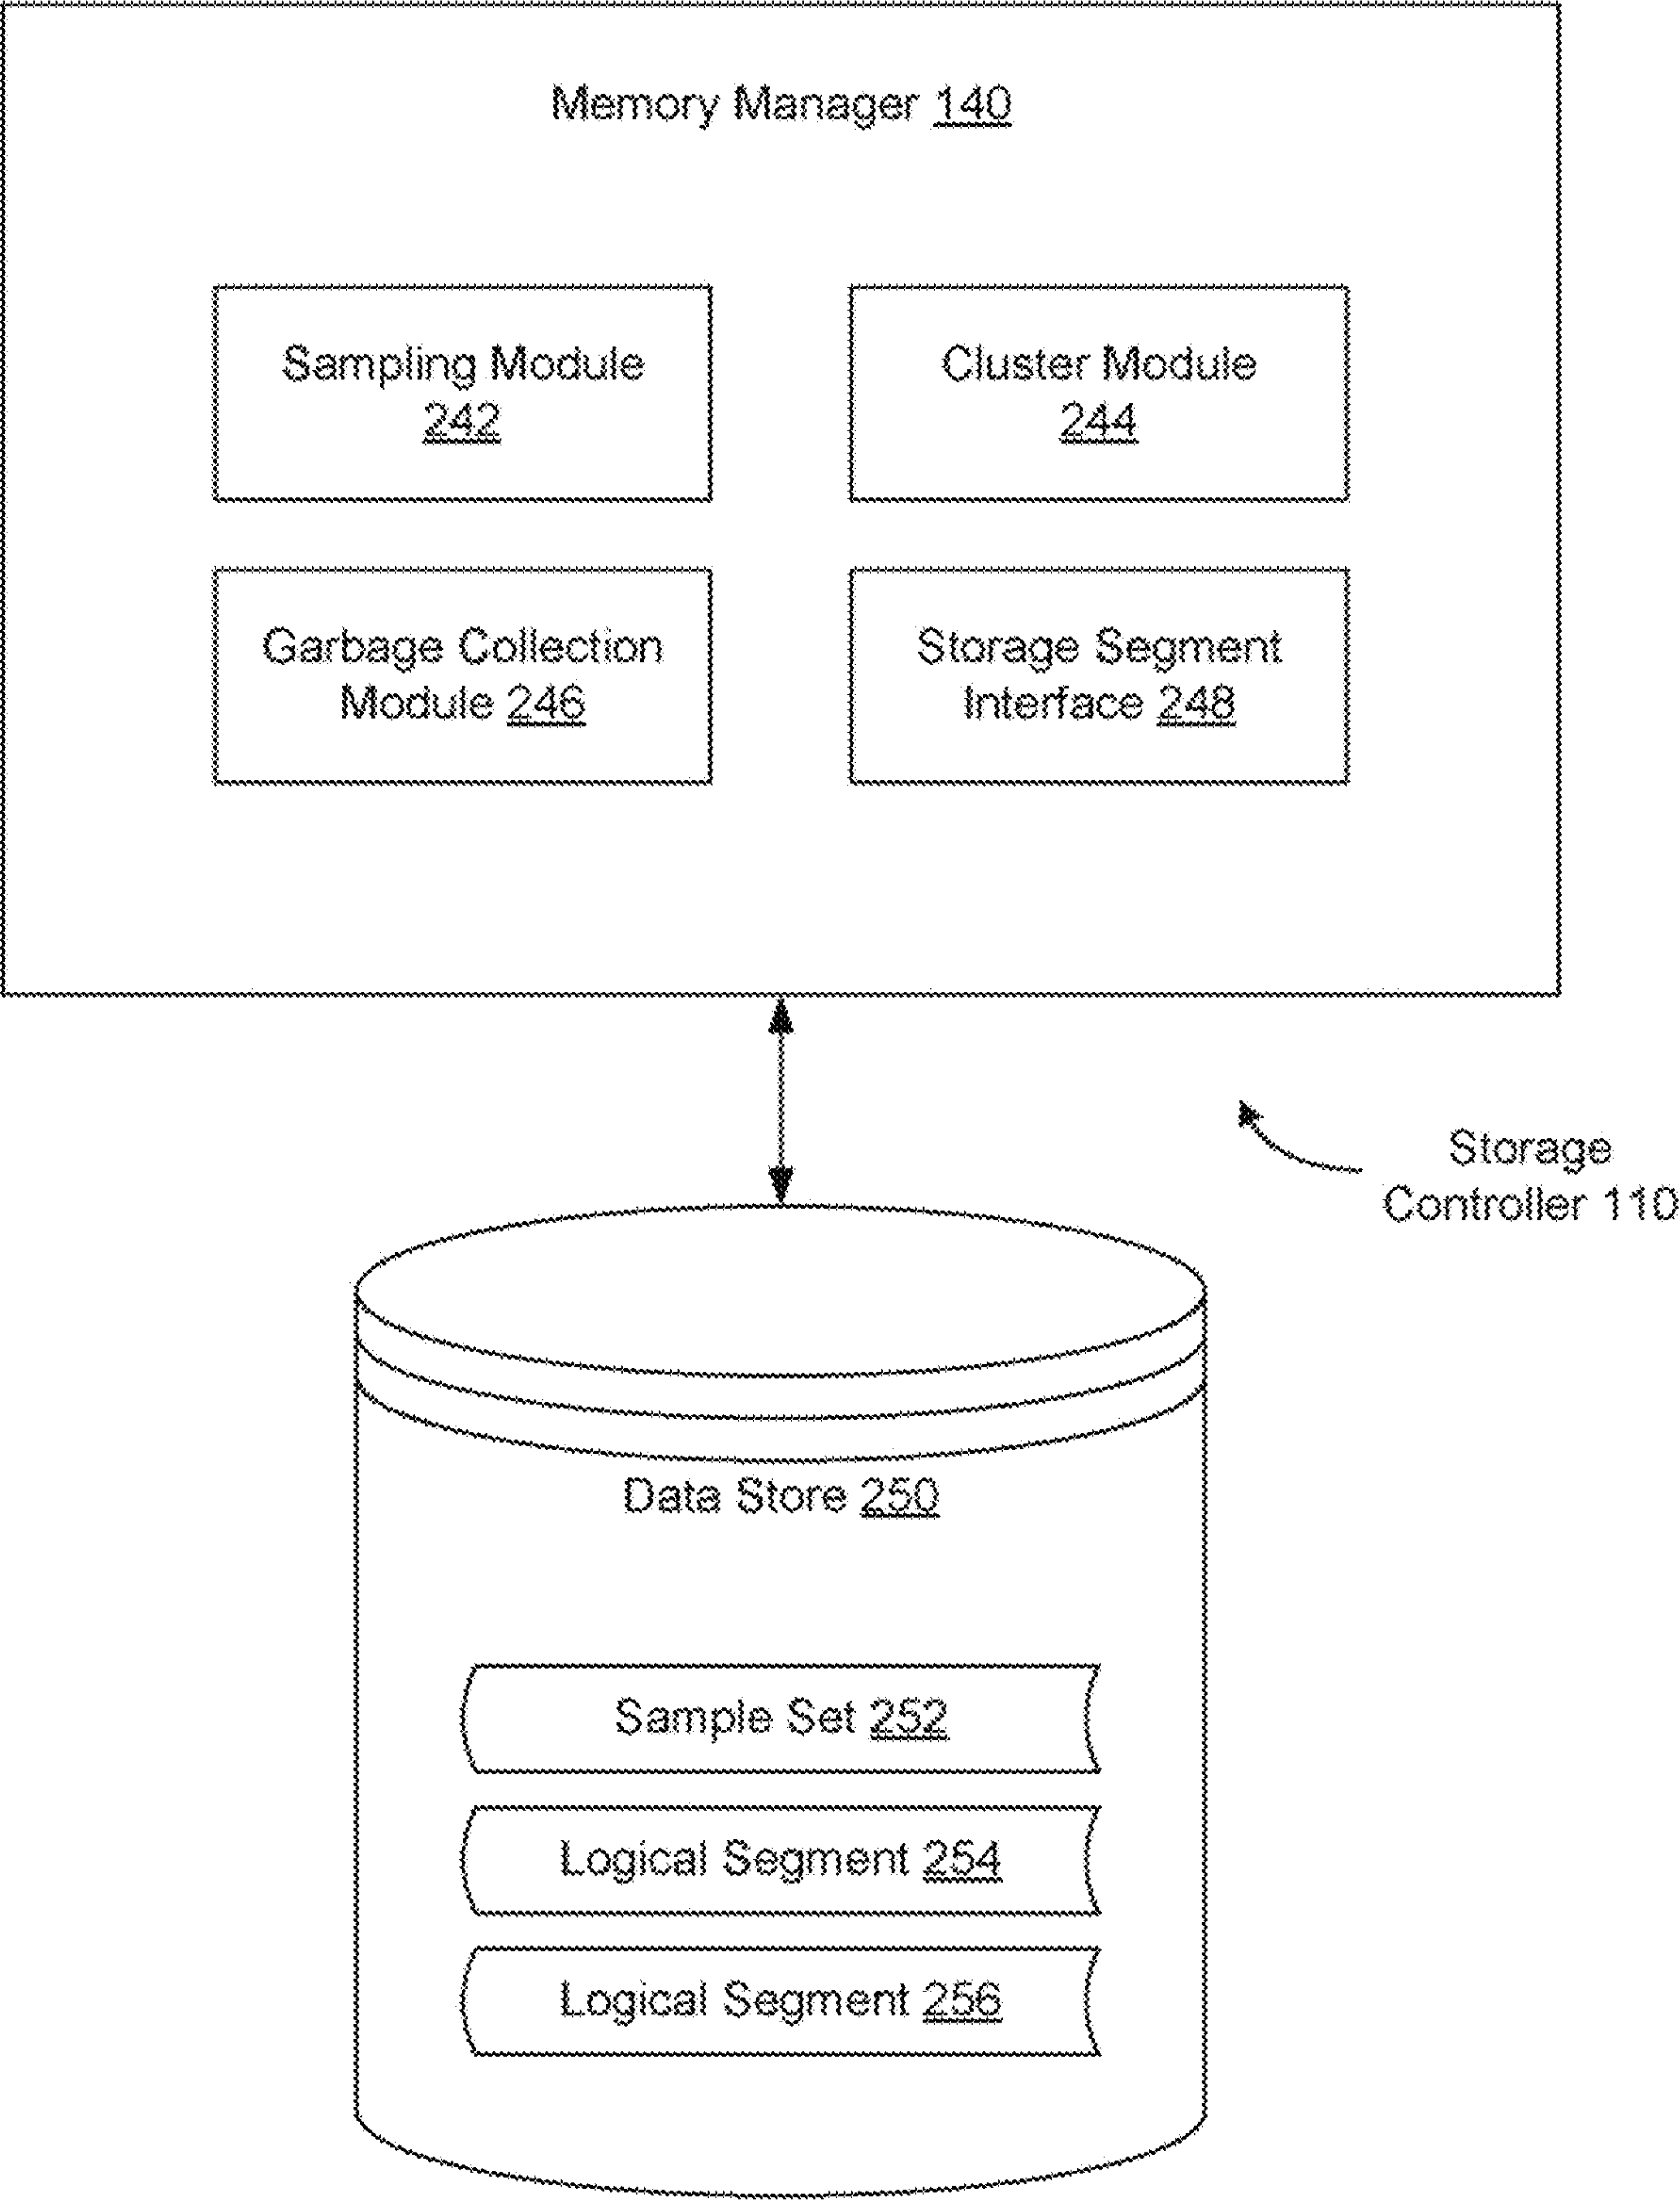 Memory Manager 140
Sampling Module
242
Cluster Module
244
Garbage Collection
Module 246
Storage Segment
Interface 248
Storage
Controller 110
Data Store 250
Sample Set 252
Logical Segment 254
Logical Segment 256